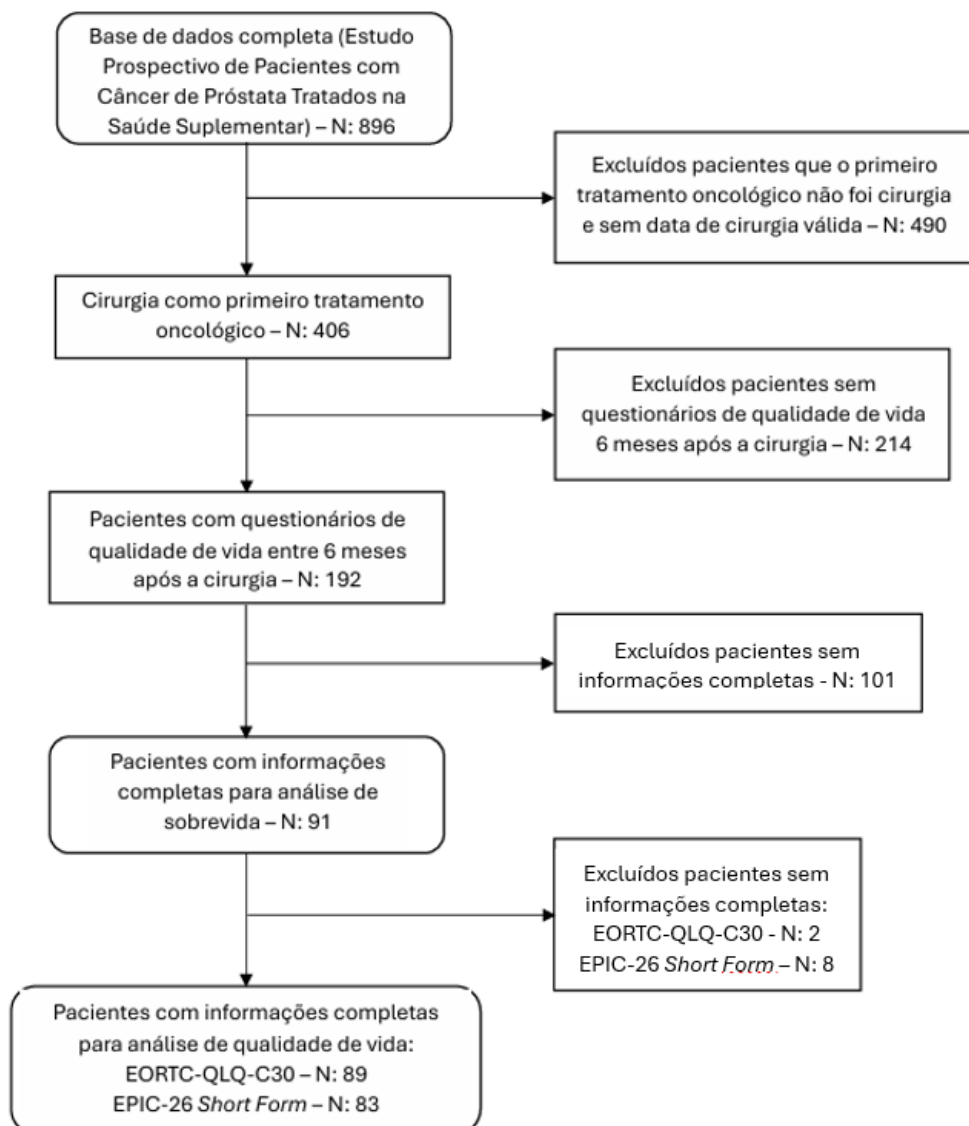 Base de dados completa (Estudo
Prospectivo de Pacientes com
Câncer de Próstata Tratados na
Saúde Suplementar) – N: 896
Excluídos pacientes que o primeiro
tratamento oncológico não foi cirurgia
e sem data de cirurgia válida – N: 490
Cirurgia como primeiro tratamento
oncológico – N: 406
Excluídos pacientes sem
questionários de qualidade de vida
6 meses após a cirurgia – N: 214
Pacientes com questionários de
qualidade de vida entre 6 meses
após a cirurgia – N: 192
Excluídos pacientes sem
informações completas - N: 101
Pacientes com informações
completas para análise de
sobrevida – N: 91
Excluídos pacientes sem
informações completas:
EORTC-QLQ-C30 - N: 2
EPIC-26 Short Form – N: 8
Pacientes com informações completas
para análise de qualidade de vida:
EORTC-QLQ-C30 – N: 89
EPIC-26 Short Form – N: 83